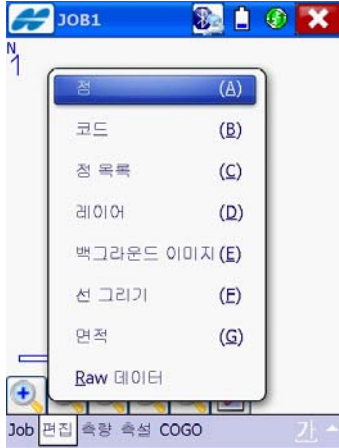 JOB1
N
점 (A)
코드 (B)
점 목록 (C)
레이어 (D)
백그라운드 이미지 (E)
선 그리기 (F)
면적 (G)
Raw 데이터
Job 편집 측량 측설 COGO 가